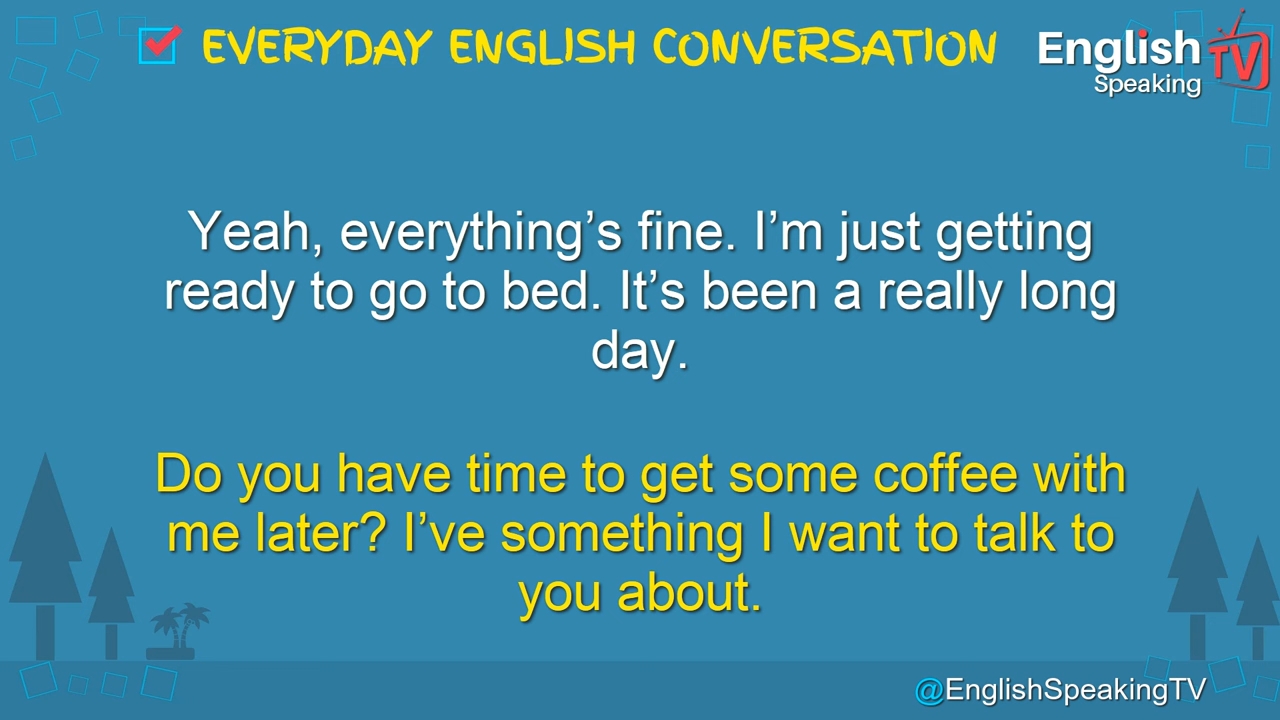 EVERYDAY ENGLISH CONVERSATION
English
Speaking
TV
Yeah, everything’s fine. I’m just getting
ready to go to bed. It’s been a really long
day.
Do you have time to get some coffee with
me later? I’ve something I want to talk to
you about.
@EnglishSpeakingTV